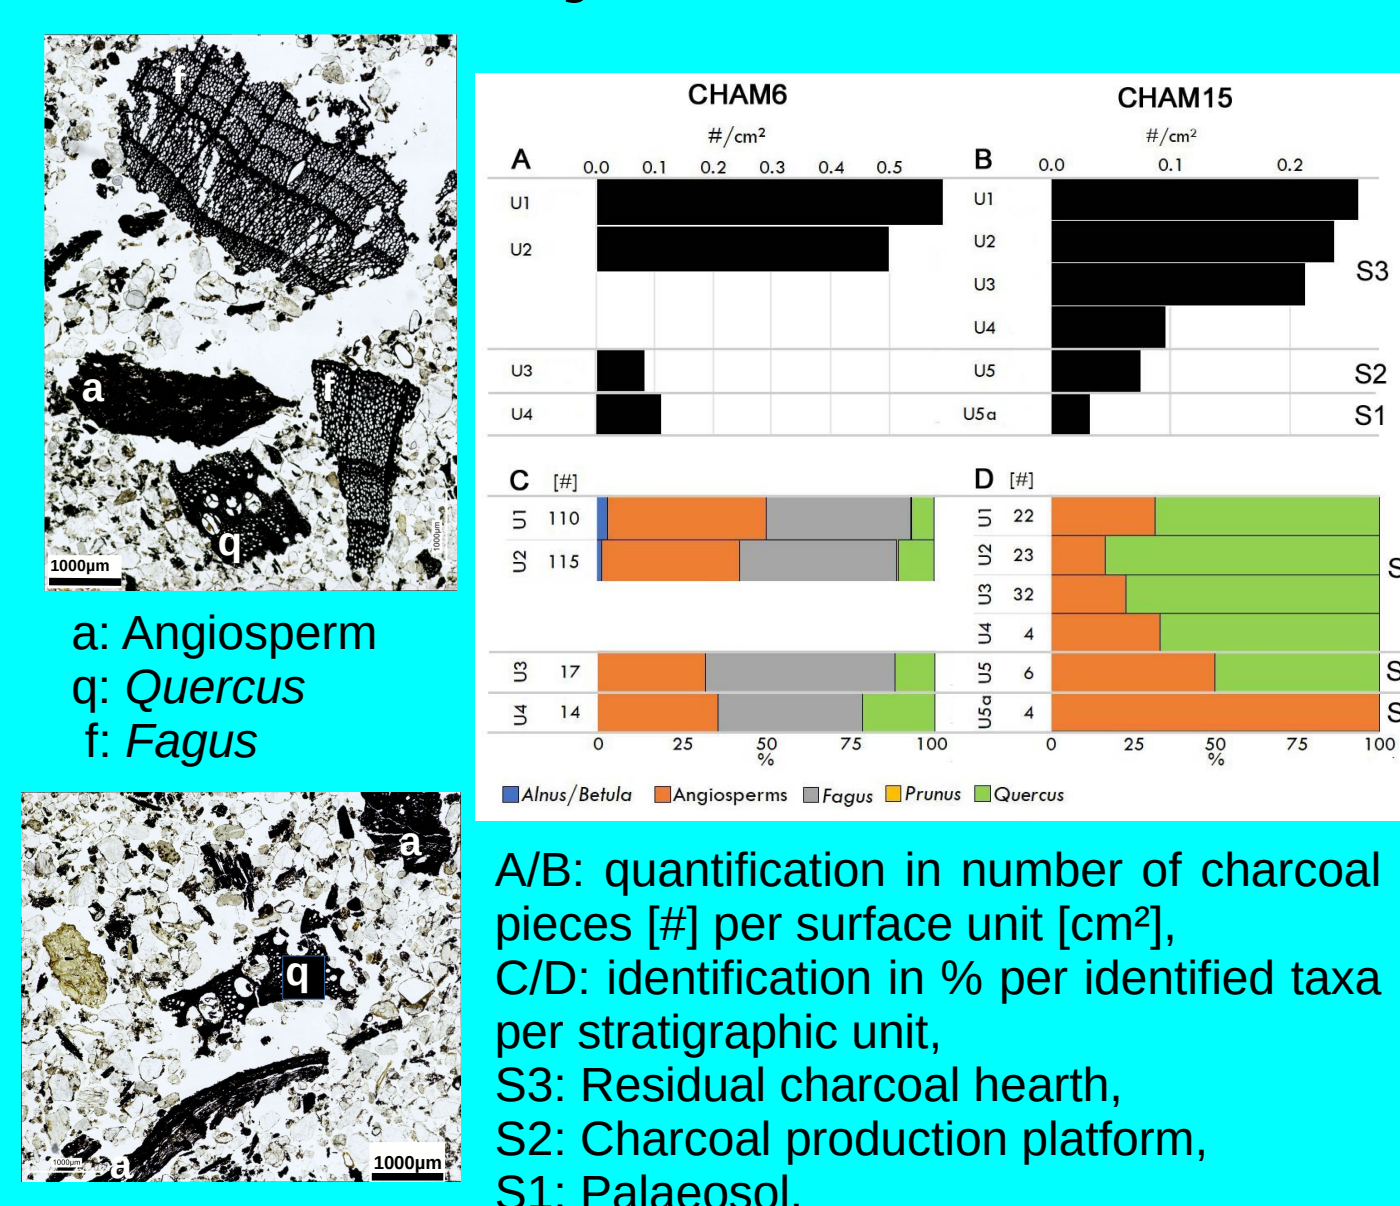 f
a
f
q
1000µm
1000µm
a: Angiosperm
q: Quercus
f: Fagus
a
q
a
1000µm
1000µm
CHAM6
#/cm²
A
0.0 0.1 0.2 0.3 0.4 0.5
U1
U2
U3
U4
CHAM15
#/cm²
B
0.0 0.1 0.2
U1
U2
U3
U4
U5
U5a
S3
S2
S1
C [#]
U1 110
U2 115
U3 17
U4 14
0 25 50 75 100
%
D [#]
U1 22
U2 23
U3 32
U4 4
U5 6
U5a 4
S
S
S
0 25 50 75 100
%
Alnus/Betula Angiosperms Fagus Prunus Quercus
A/B: quantification in number of charcoal
pieces [#] per surface unit [cm²],
C/D: identification in % per identified taxa
per stratigraphic unit,
S3: Residual charcoal hearth,
S2: Charcoal production platform,
S1: Palaeosol.